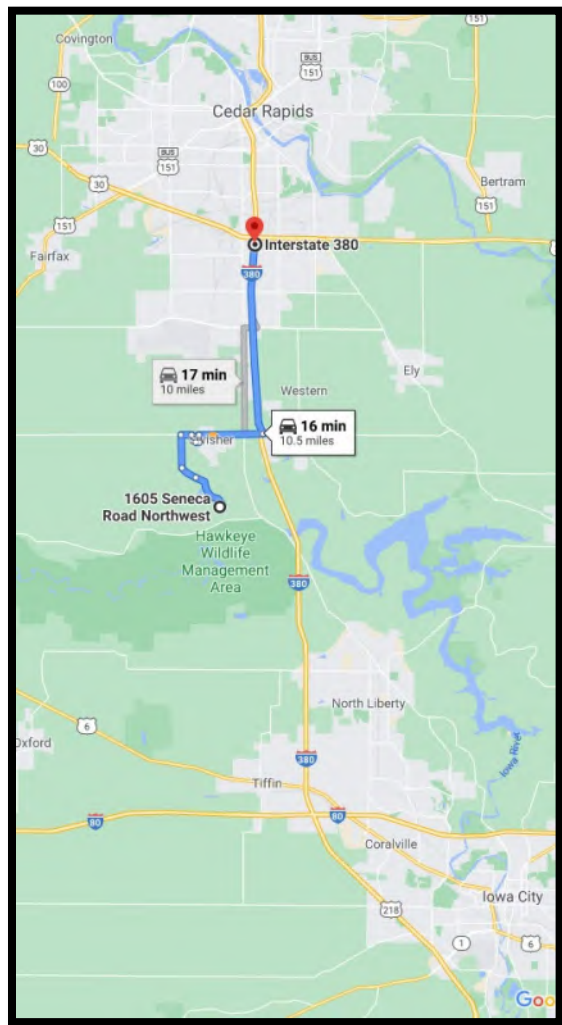 Covington
BUS
151
100
Cedar Rapids
30
BUS
151
30
Bertram
151
151
Interstate 380
Fairfax
380
17 min
10 miles
Ely
Western
16 min
10.5 miles
1605 Seneca
Road Northwest
Hawkeye
Wildlife
Management
Area
380
North Liberty
6
Oxford
Iowa River
380
Tiffin
80
80
Coralville
Iowa City
218
1
6
Goo